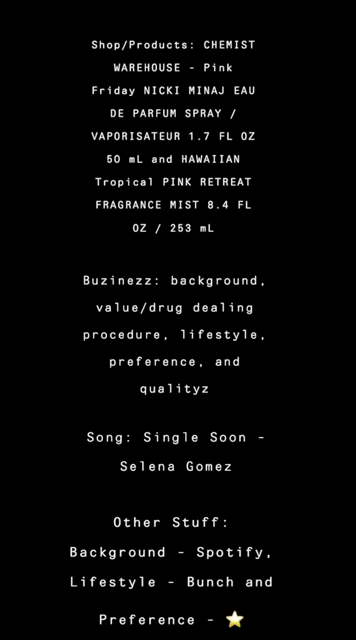 Shop/Products: CHEMIST
WAREHOUSE - Pink
Friday NICKI MINAJ EAU
DE PARFUM SPRAY /
VAPORISATEUR 1.7 FL OZ
50 mL and HAWAIIAN
Tropical PINK RETREAT
FRAGRANCE MIST 8.4 FL
OZ / 253 mL
Buzinezz: background,
value/drug dealing
procedure, lifestyle,
preference, and
qualityz
Song: Single Soon -
Selena Gomez
Other Stuff:
Background - Spotify,
Lifestyle - Bunch and
Preference - ⭐